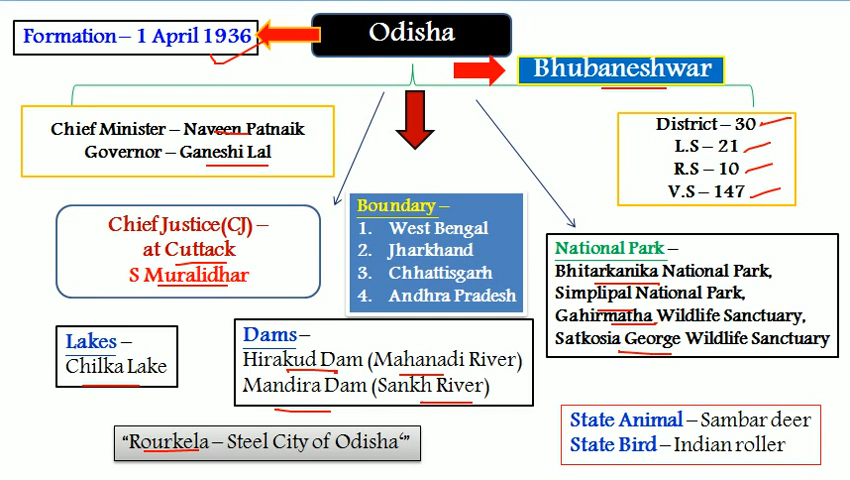 Odisha
Formation – 1 April 1936
Bhubaneshwar
Chief Minister – Naveen Patnaik
Governor – Ganeshi Lal
District – 30
L.S – 21
R.S – 10
V.S – 147
Chief Justice(CJ) –
at Cuttack
S Muralidhar
Boundary –
1. West Bengal
2. Jharkhand
3. Chhattisgarh
4. Andhra Pradesh
National Park –
Bhitarkanika National Park,
Simplipal National Park,
Gahirmatha Wildlife Sanctuary,
Satkosia George Wildlife Sanctuary
Lakes –
Chilka Lake
Dams –
Hirakud Dam (Mahanadi River)
Mandira Dam (Sankh River)
"Rourkela – Steel City of Odisha‘"
State Animal – Sambar deer
State Bird – Indian roller